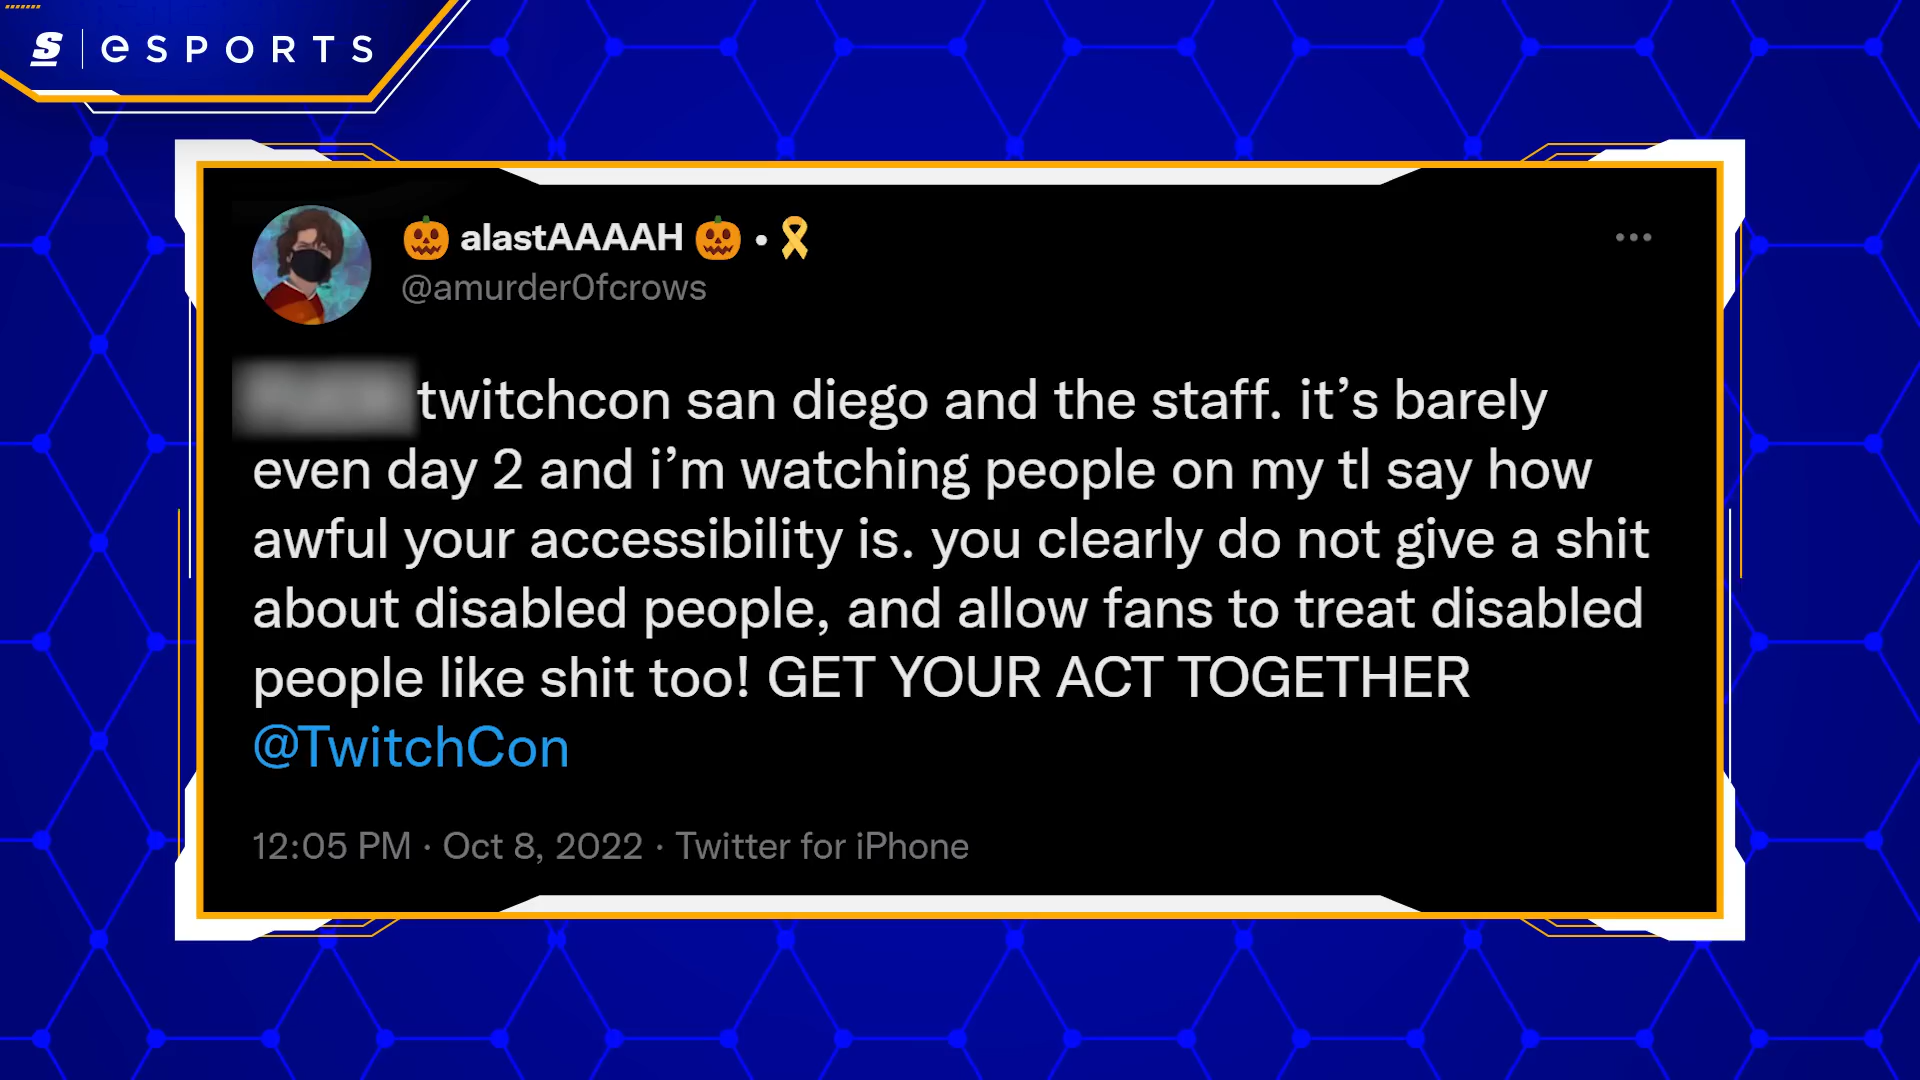 S | eSPORTS
🎃 alastAAAAH 🎃 • 🎗
@amurder0fcrows
twitchcon san diego and the staff. it’s barely
even day 2 and i’m watching people on my tl say how
awful your accessibility is. you clearly do not give a shit
about disabled people, and allow fans to treat disabled
people like shit too! GET YOUR ACT TOGETHER
@TwitchCon
12:05 PM · Oct 8, 2022 · Twitter for iPhone